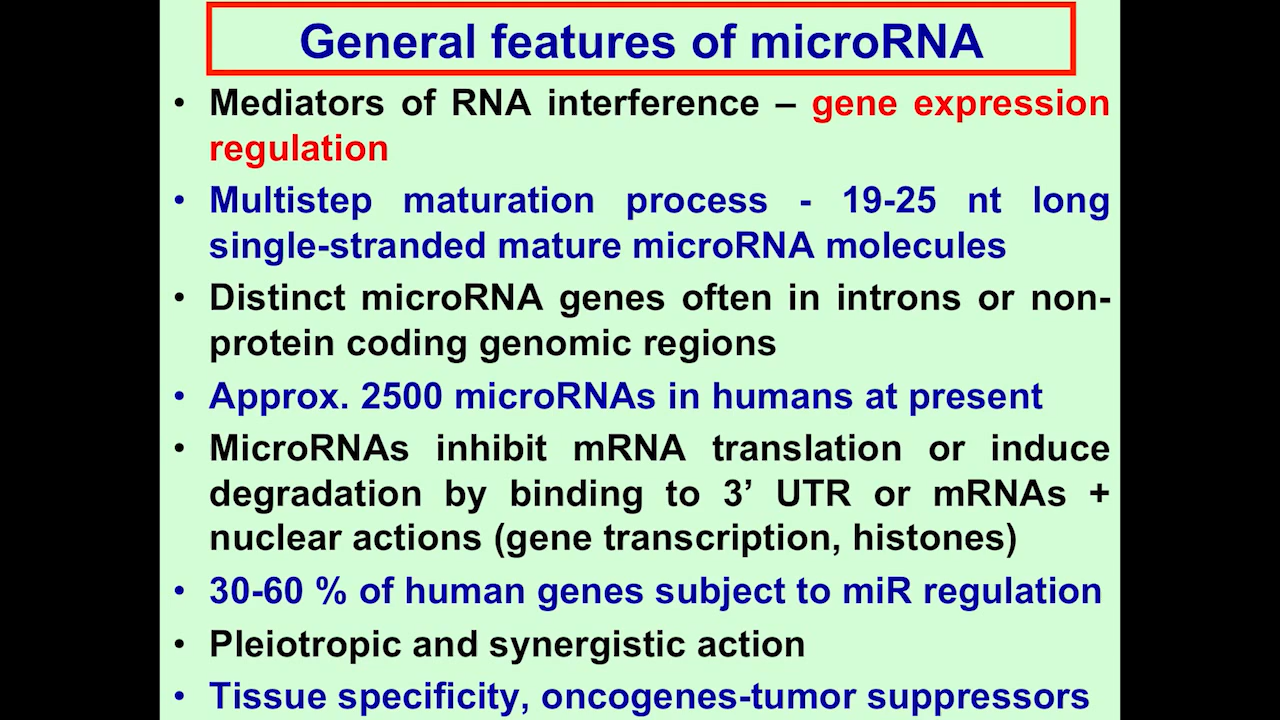 General features of microRNA
• Mediators of RNA interference – gene expression
regulation
• Multistep maturation process - 19-25 nt long
single-stranded mature microRNA molecules
• Distinct microRNA genes often in introns or non-
protein coding genomic regions
• Approx. 2500 microRNAs in humans at present
• MicroRNAs inhibit mRNA translation or induce
degradation by binding to 3’ UTR or mRNAs +
nuclear actions (gene transcription, histones)
• 30-60 % of human genes subject to miR regulation
• Pleiotropic and synergistic action
• Tissue specificity, oncogenes-tumor suppressors